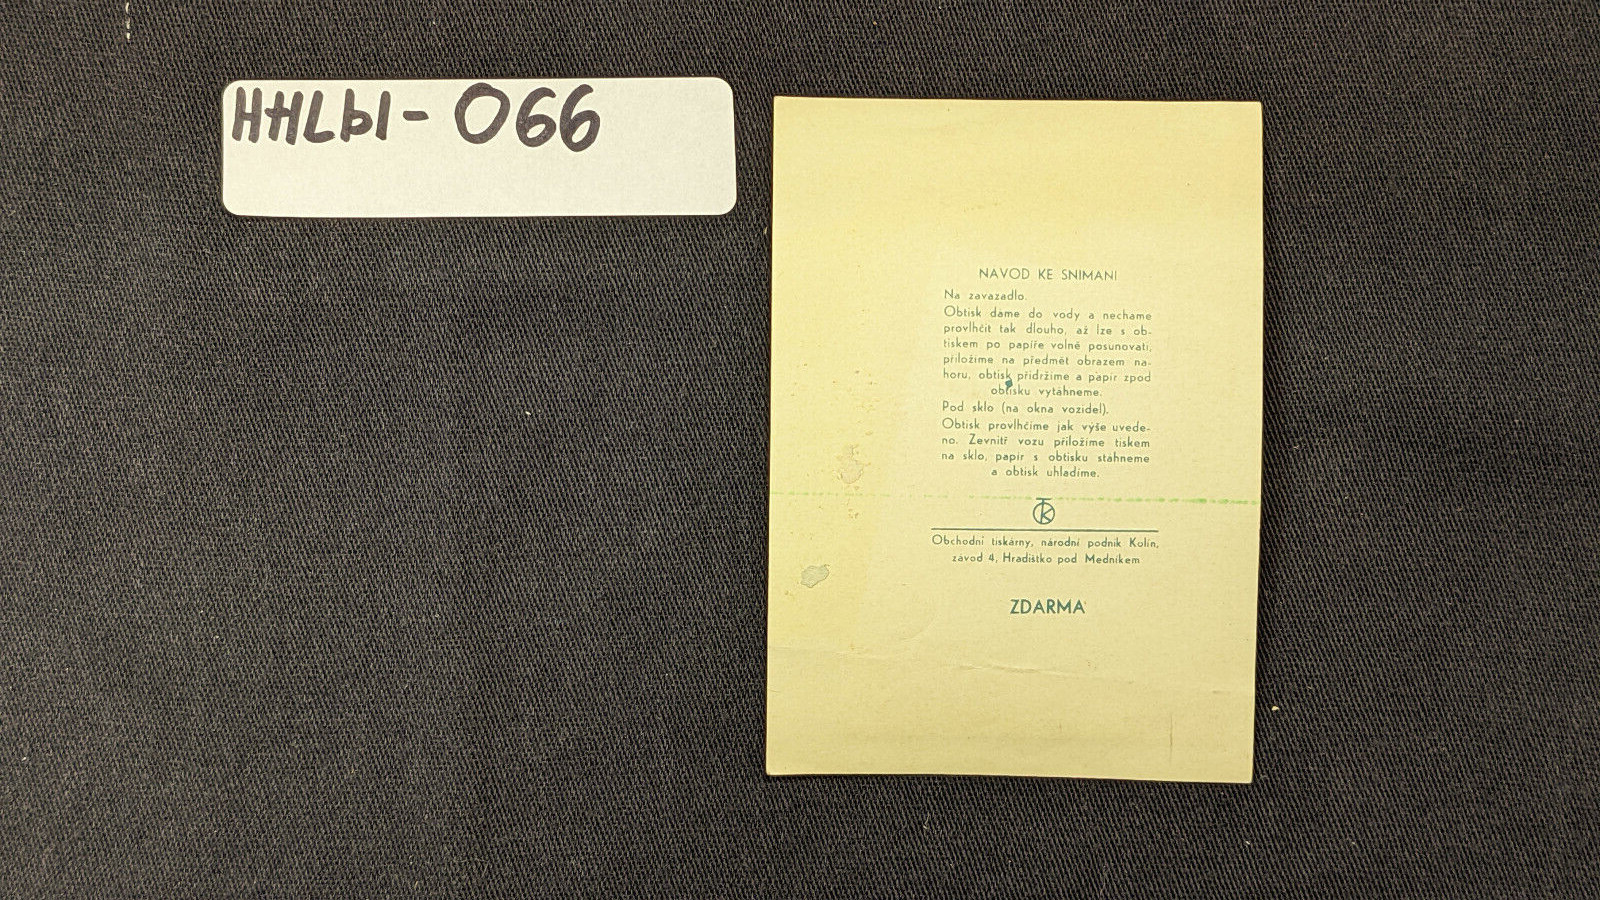 HHLbl-066
NÁVOD KE SNÍMÁNÍ
Na zavazadlo.
Obtisk dáme do vody a necháme
provlhčit tak dlouho, až lze s ob-
tiskem po papíře volně posunovati,
přiložíme na předmět obrazem na-
horu, obtisk přidržíme a papír zpod
obtisku vytáhneme.
Pod sklo (na okna vozidel).
Obtisk provlhčíme jak výše uvede-
no. Zevnitř vozu přiložíme tiskem
na sklo, papír s obtisku stáhneme
a obtisk uhladíme.
Obchodní tiskárny, národní podnik Kolín,
závod 4, Hradištko pod Medníkem
ZDARMA